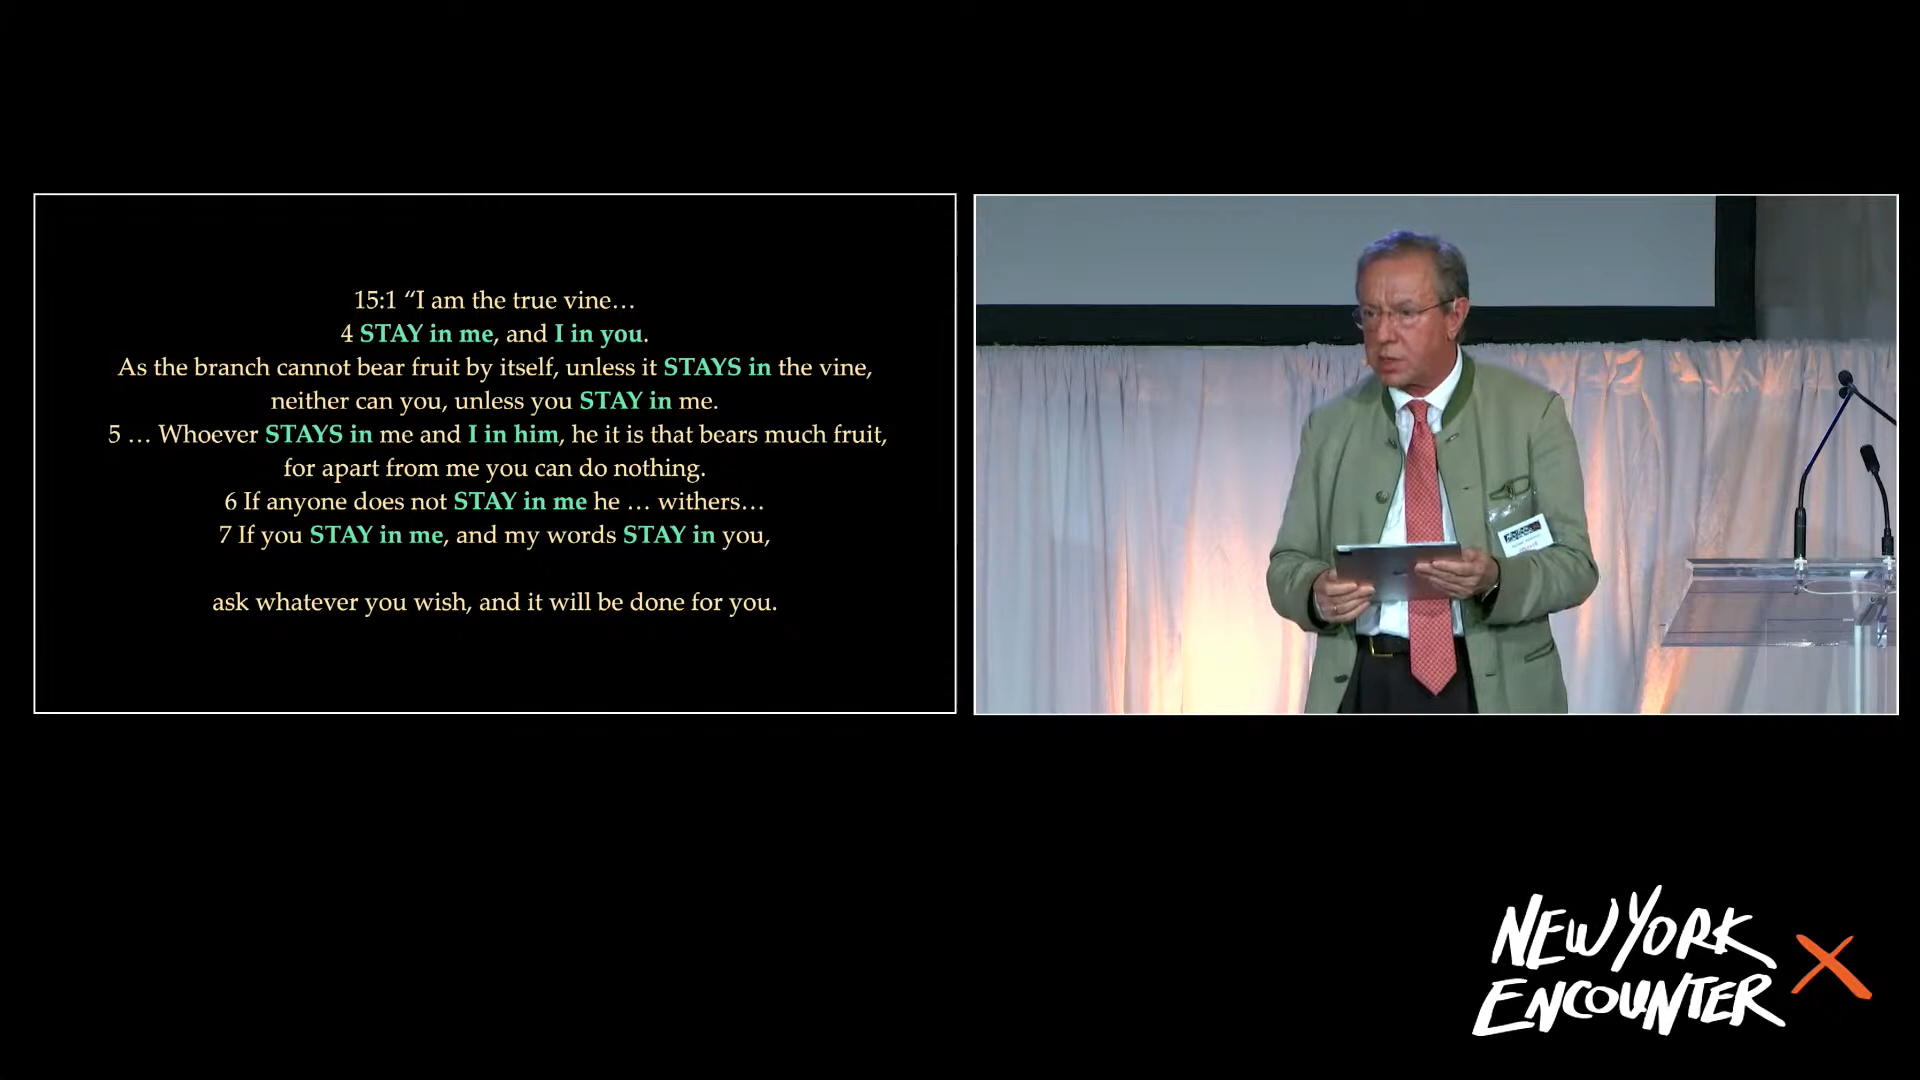 15:1 “I am the true vine…
4 STAY in me, and I in you.
As the branch cannot bear fruit by itself, unless it STAYS in the vine,
neither can you, unless you STAY in me.
5 … Whoever STAYS in me and I in him, he it is that bears much fruit,
for apart from me you can do nothing.
6 If anyone does not STAY in me he … withers…
7 If you STAY in me, and my words STAY in you,
ask whatever you wish, and it will be done for you.
NEW YORK
ENCOUNTER